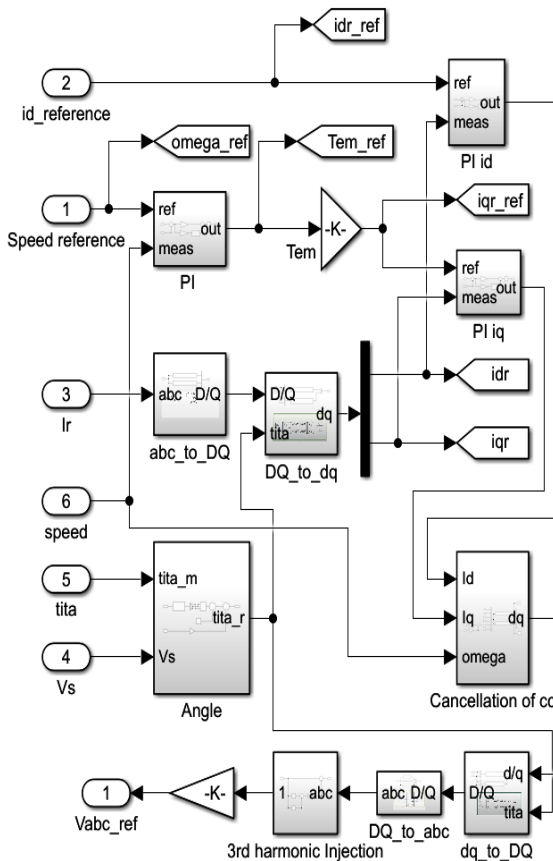 idr_ref
2
id_reference
ref
out
meas
PI id
omega_ref
Tem_ref
1
Speed reference
ref
out
meas
PI
-K-
Tem
iqr_ref
ref
out
meas
PI iq
3
Ir
abc D/Q
abc_to_DQ
D/Q
dq
tita
DQ_to_dq
idr
iqr
6
speed
5
tita
4
Vs
tita_m
tita_r
Vs
Angle
Id
Iq
dq
omega
Cancellation of
1
Vabc_ref
-K-
1 abc
3rd harmonic Injection
abc D/Q
DQ_to_abc
d/q
D/Q
tita
dq_to_DQ